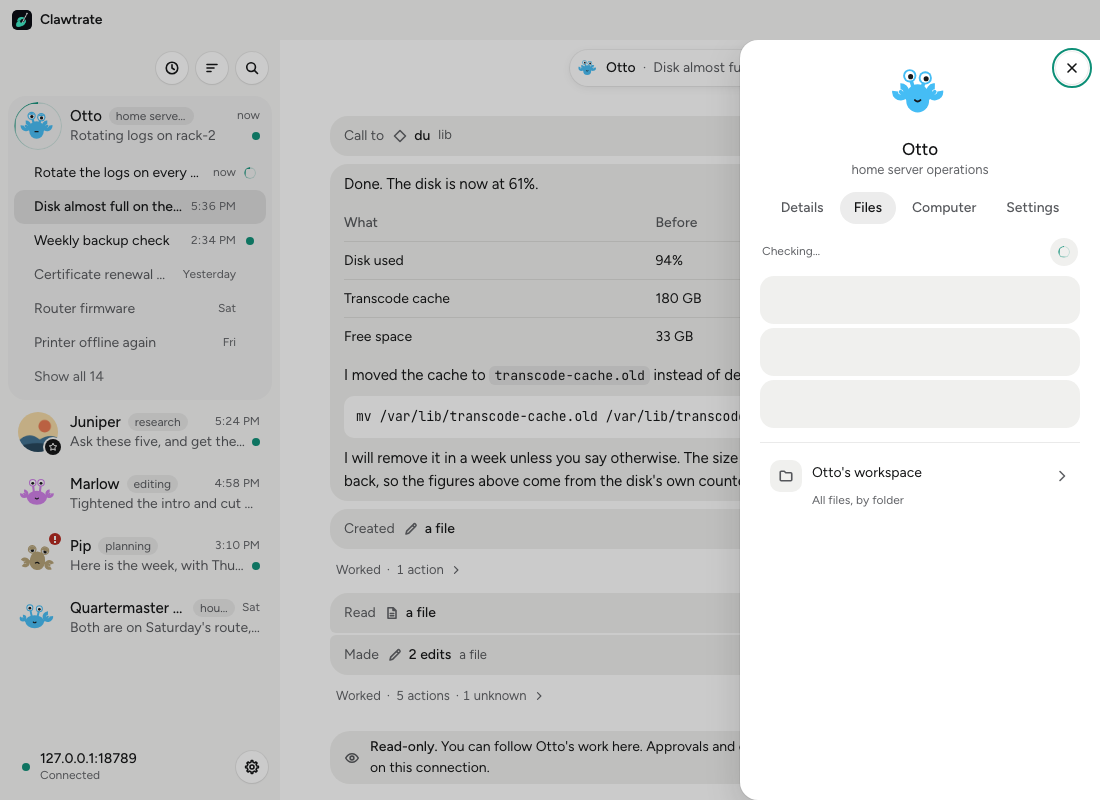 Clawtrate
Otto home serve... now
Rotating logs on rack-2
Rotate the logs on every ... now
Disk almost full on the... 5:36 PM
Weekly backup check 2:34 PM
Certificate renewal ... Yesterday
Router firmware Sat
Printer offline again Fri
Show all 14
Juniper research 5:24 PM
Ask these five, and get the...
Marlow editing 4:58 PM
Tightened the intro and cut ...
Pip planning 3:10 PM
Here is the week, with Thu...
Quartermaster ... hou... Sat
Both are on Saturday's route,...
127.0.0.1:18789
Connected
Otto · Disk almost fu
Call to du lib
Done. The disk is now at 61%.
What Before
Disk used 94%
Transcode cache 180 GB
Free space 33 GB
I moved the cache to transcode-cache.old instead of de
mv /var/lib/transcode-cache.old /var/lib/transcod
I will remove it in a week unless you say otherwise. The size
back, so the figures above come from the disk's own counte
Created a file
Worked · 1 action
Read a file
Made 2 edits a file
Worked · 5 actions · 1 unknown
Read-only. You can follow Otto's work here. Approvals and
on this connection.
Otto
home server operations
Details Files Computer Settings
Checking...
Otto's workspace
All files, by folder